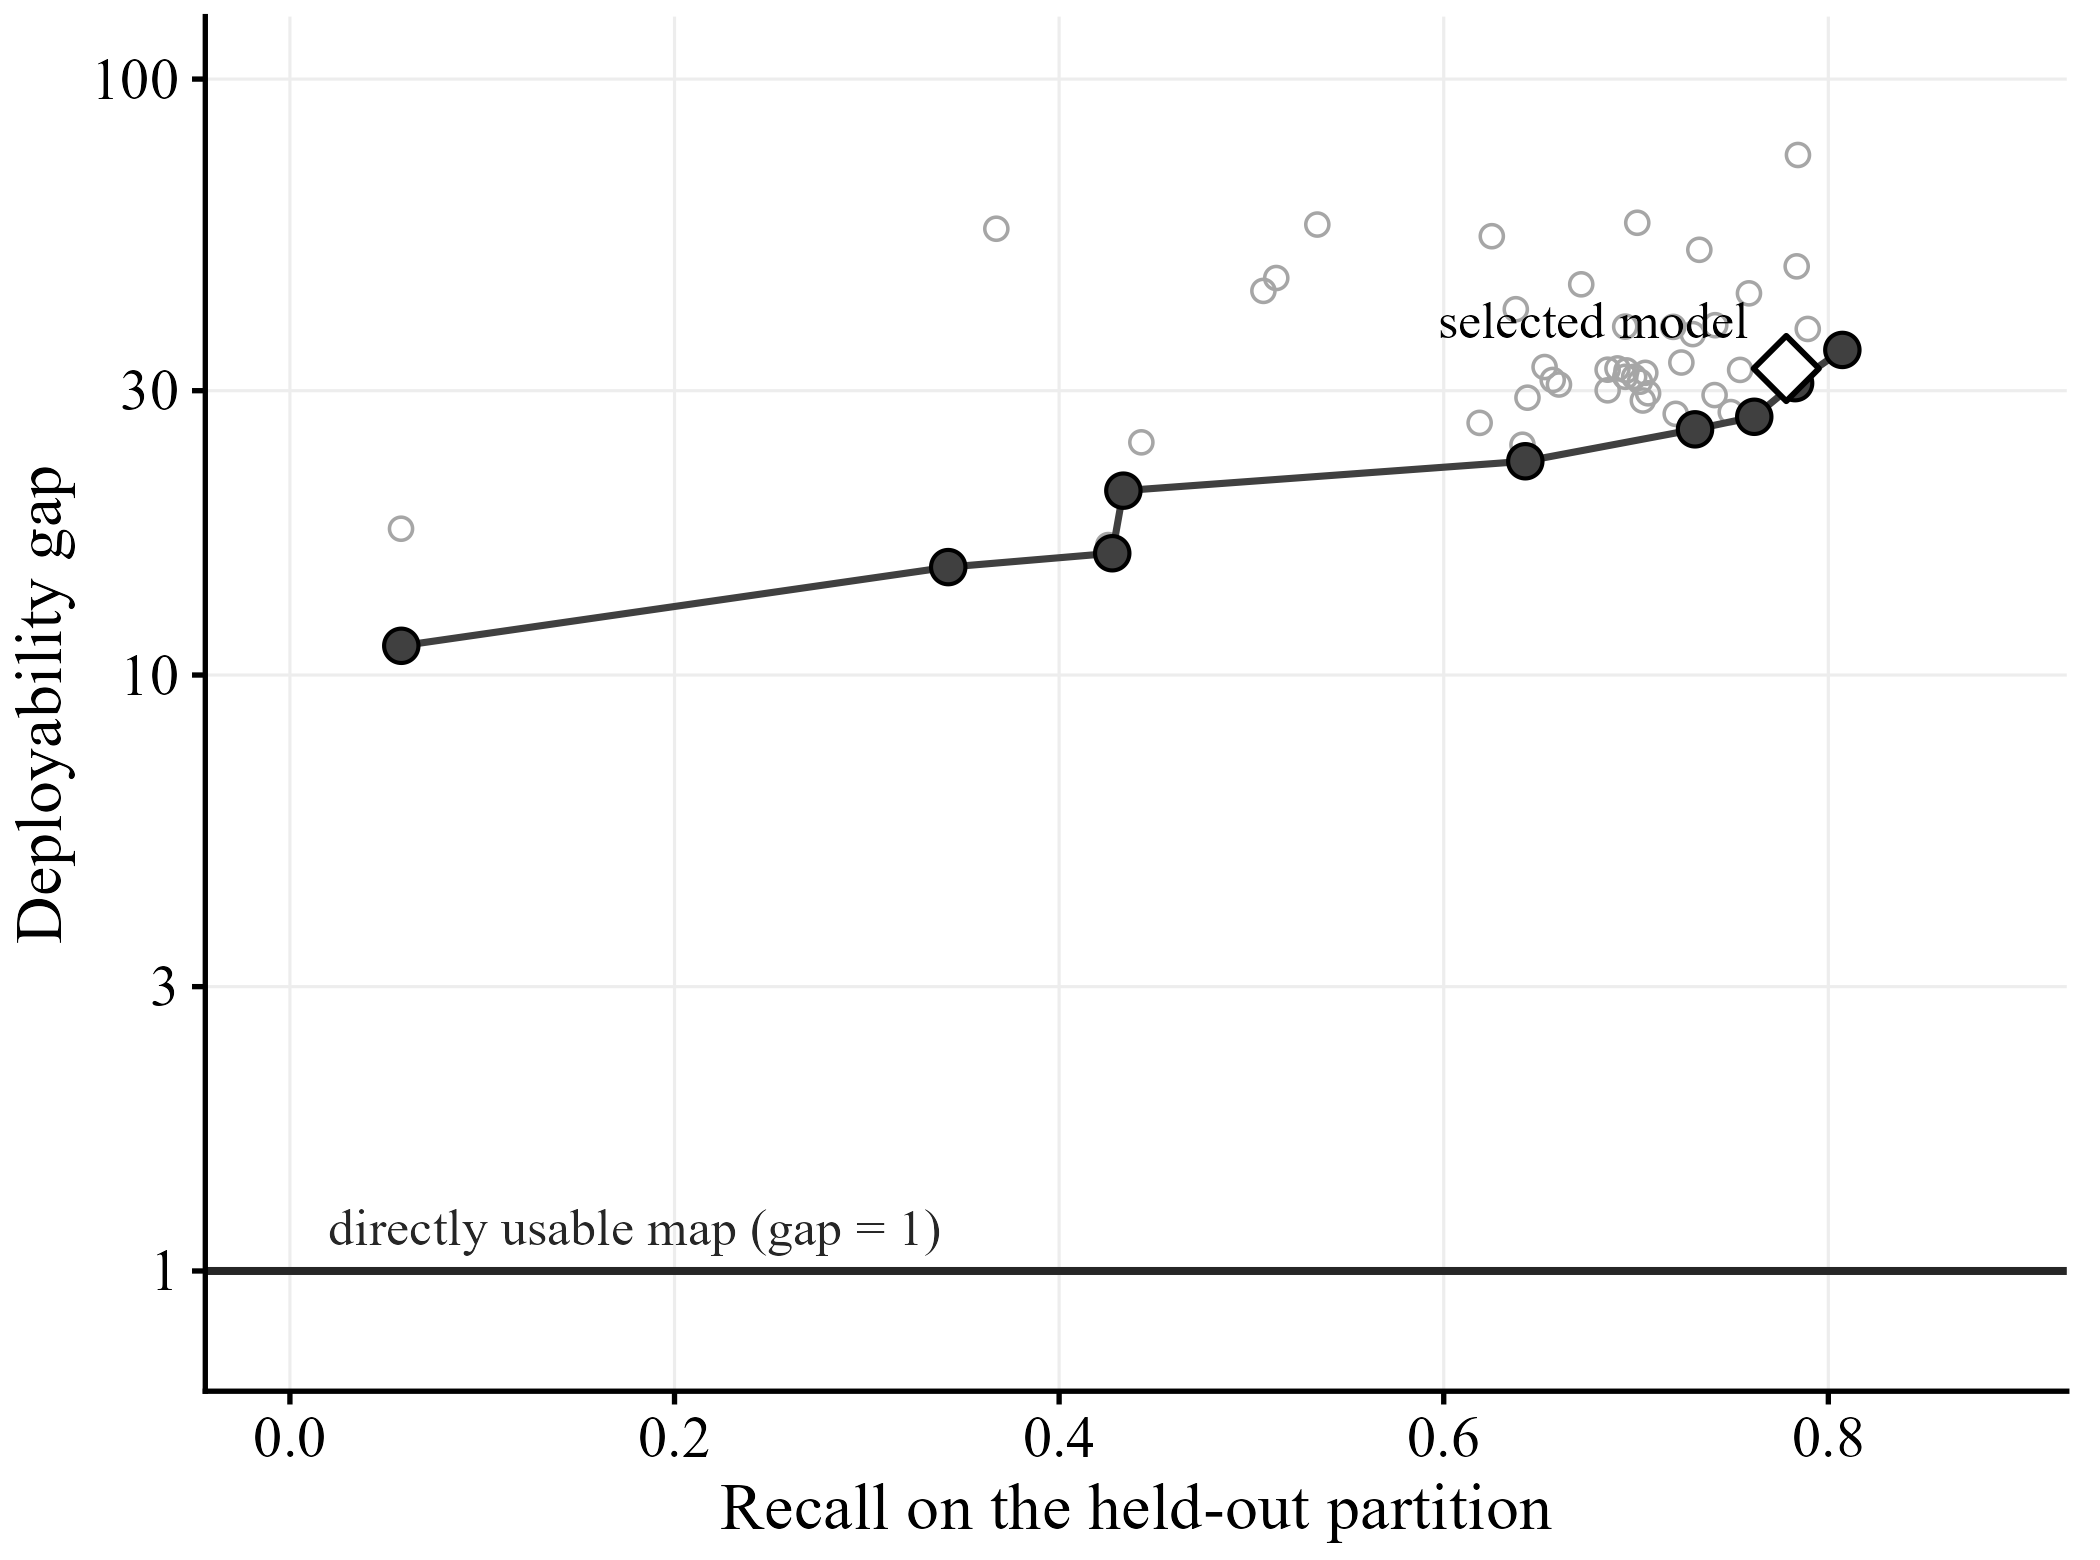 100
30
10
3
1
Deployability gap
selected model
directly usable map (gap = 1)
0.0 0.2 0.4 0.6 0.8
Recall on the held-out partition